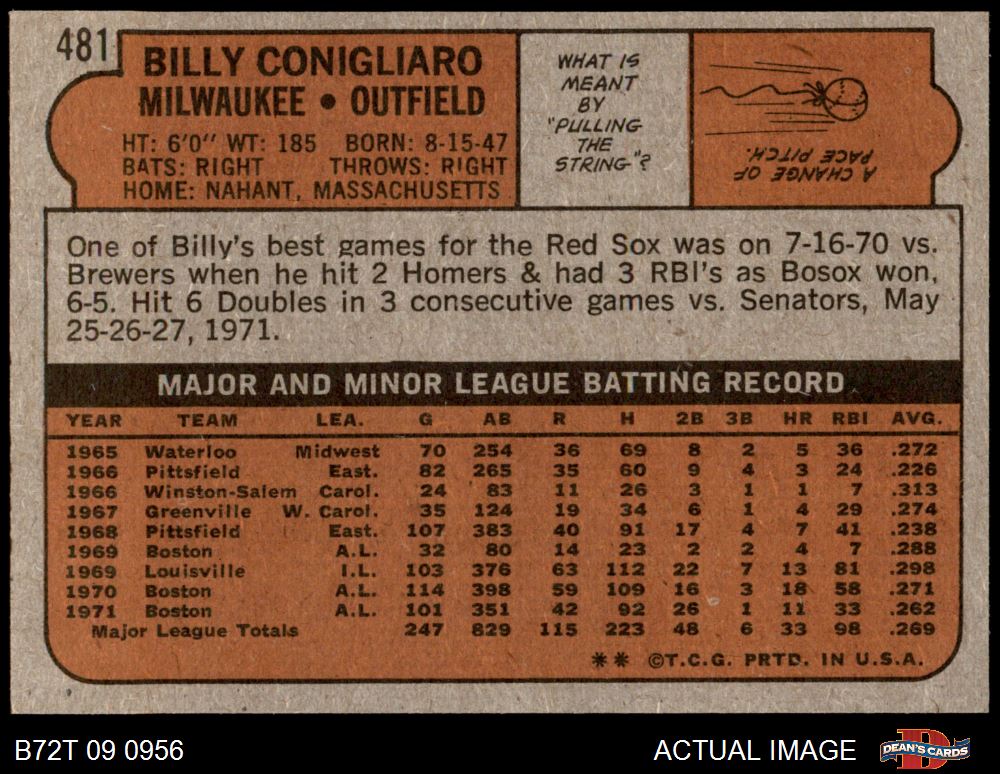 481
BILLY CONIGLIARO
MILWAUKEE • OUTFIELD
HT: 6'0" WT: 185 BORN: 8-15-47
BATS: RIGHT THROWS: RIGHT
HOME: NAHANT, MASSACHUSETTS
WHAT IS
MEANT
BY
"PULLING
THE
STRING"?
A CHANGE OF
PACE PITCH.
One of Billy's best games for the Red Sox was on 7-16-70 vs.
Brewers when he hit 2 Homers & had 3 RBI's as Bosox won,
6-5. Hit 6 Doubles in 3 consecutive games vs. Senators, May
25-26-27, 1971.
MAJOR AND MINOR LEAGUE BATTING RECORD
YEAR TEAM LEA. G AB R H 2B 3B HR RBI AVG.
1965 Waterloo Midwest 70 254 36 69 8 2 5 36 .272
1966 Pittsfield East. 82 265 35 60 9 4 3 24 .226
1966 Winston-Salem Carol. 24 83 11 26 3 1 1 7 .313
1967 Greenville W. Carol. 35 124 19 34 6 1 4 29 .274
1968 Pittsfield East. 107 383 40 91 17 4 7 41 .238
1969 Boston A.L. 32 80 14 23 2 2 4 7 .288
1969 Louisville I.L. 103 376 63 112 22 7 13 81 .298
1970 Boston A.L. 114 398 59 109 16 3 18 58 .271
1971 Boston A.L. 101 351 42 92 26 1 11 33 .262
Major League Totals 247 829 115 223 48 6 33 98 .269
** ©T.C.G. PRTD. IN U.S.A.
B72T 09 0956
ACTUAL IMAGE
DEAN'S CARDS